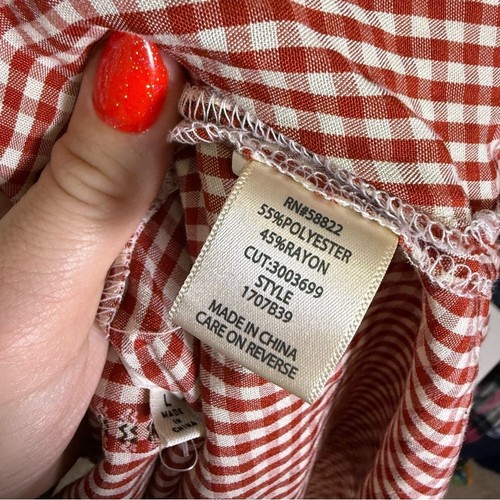 RN#58822
55%POLYESTER
45%RAYON
CUT:3003699
STYLE
1707B39
MADE IN CHINA
CARE ON REVERSE
L
MADE IN
CHINA